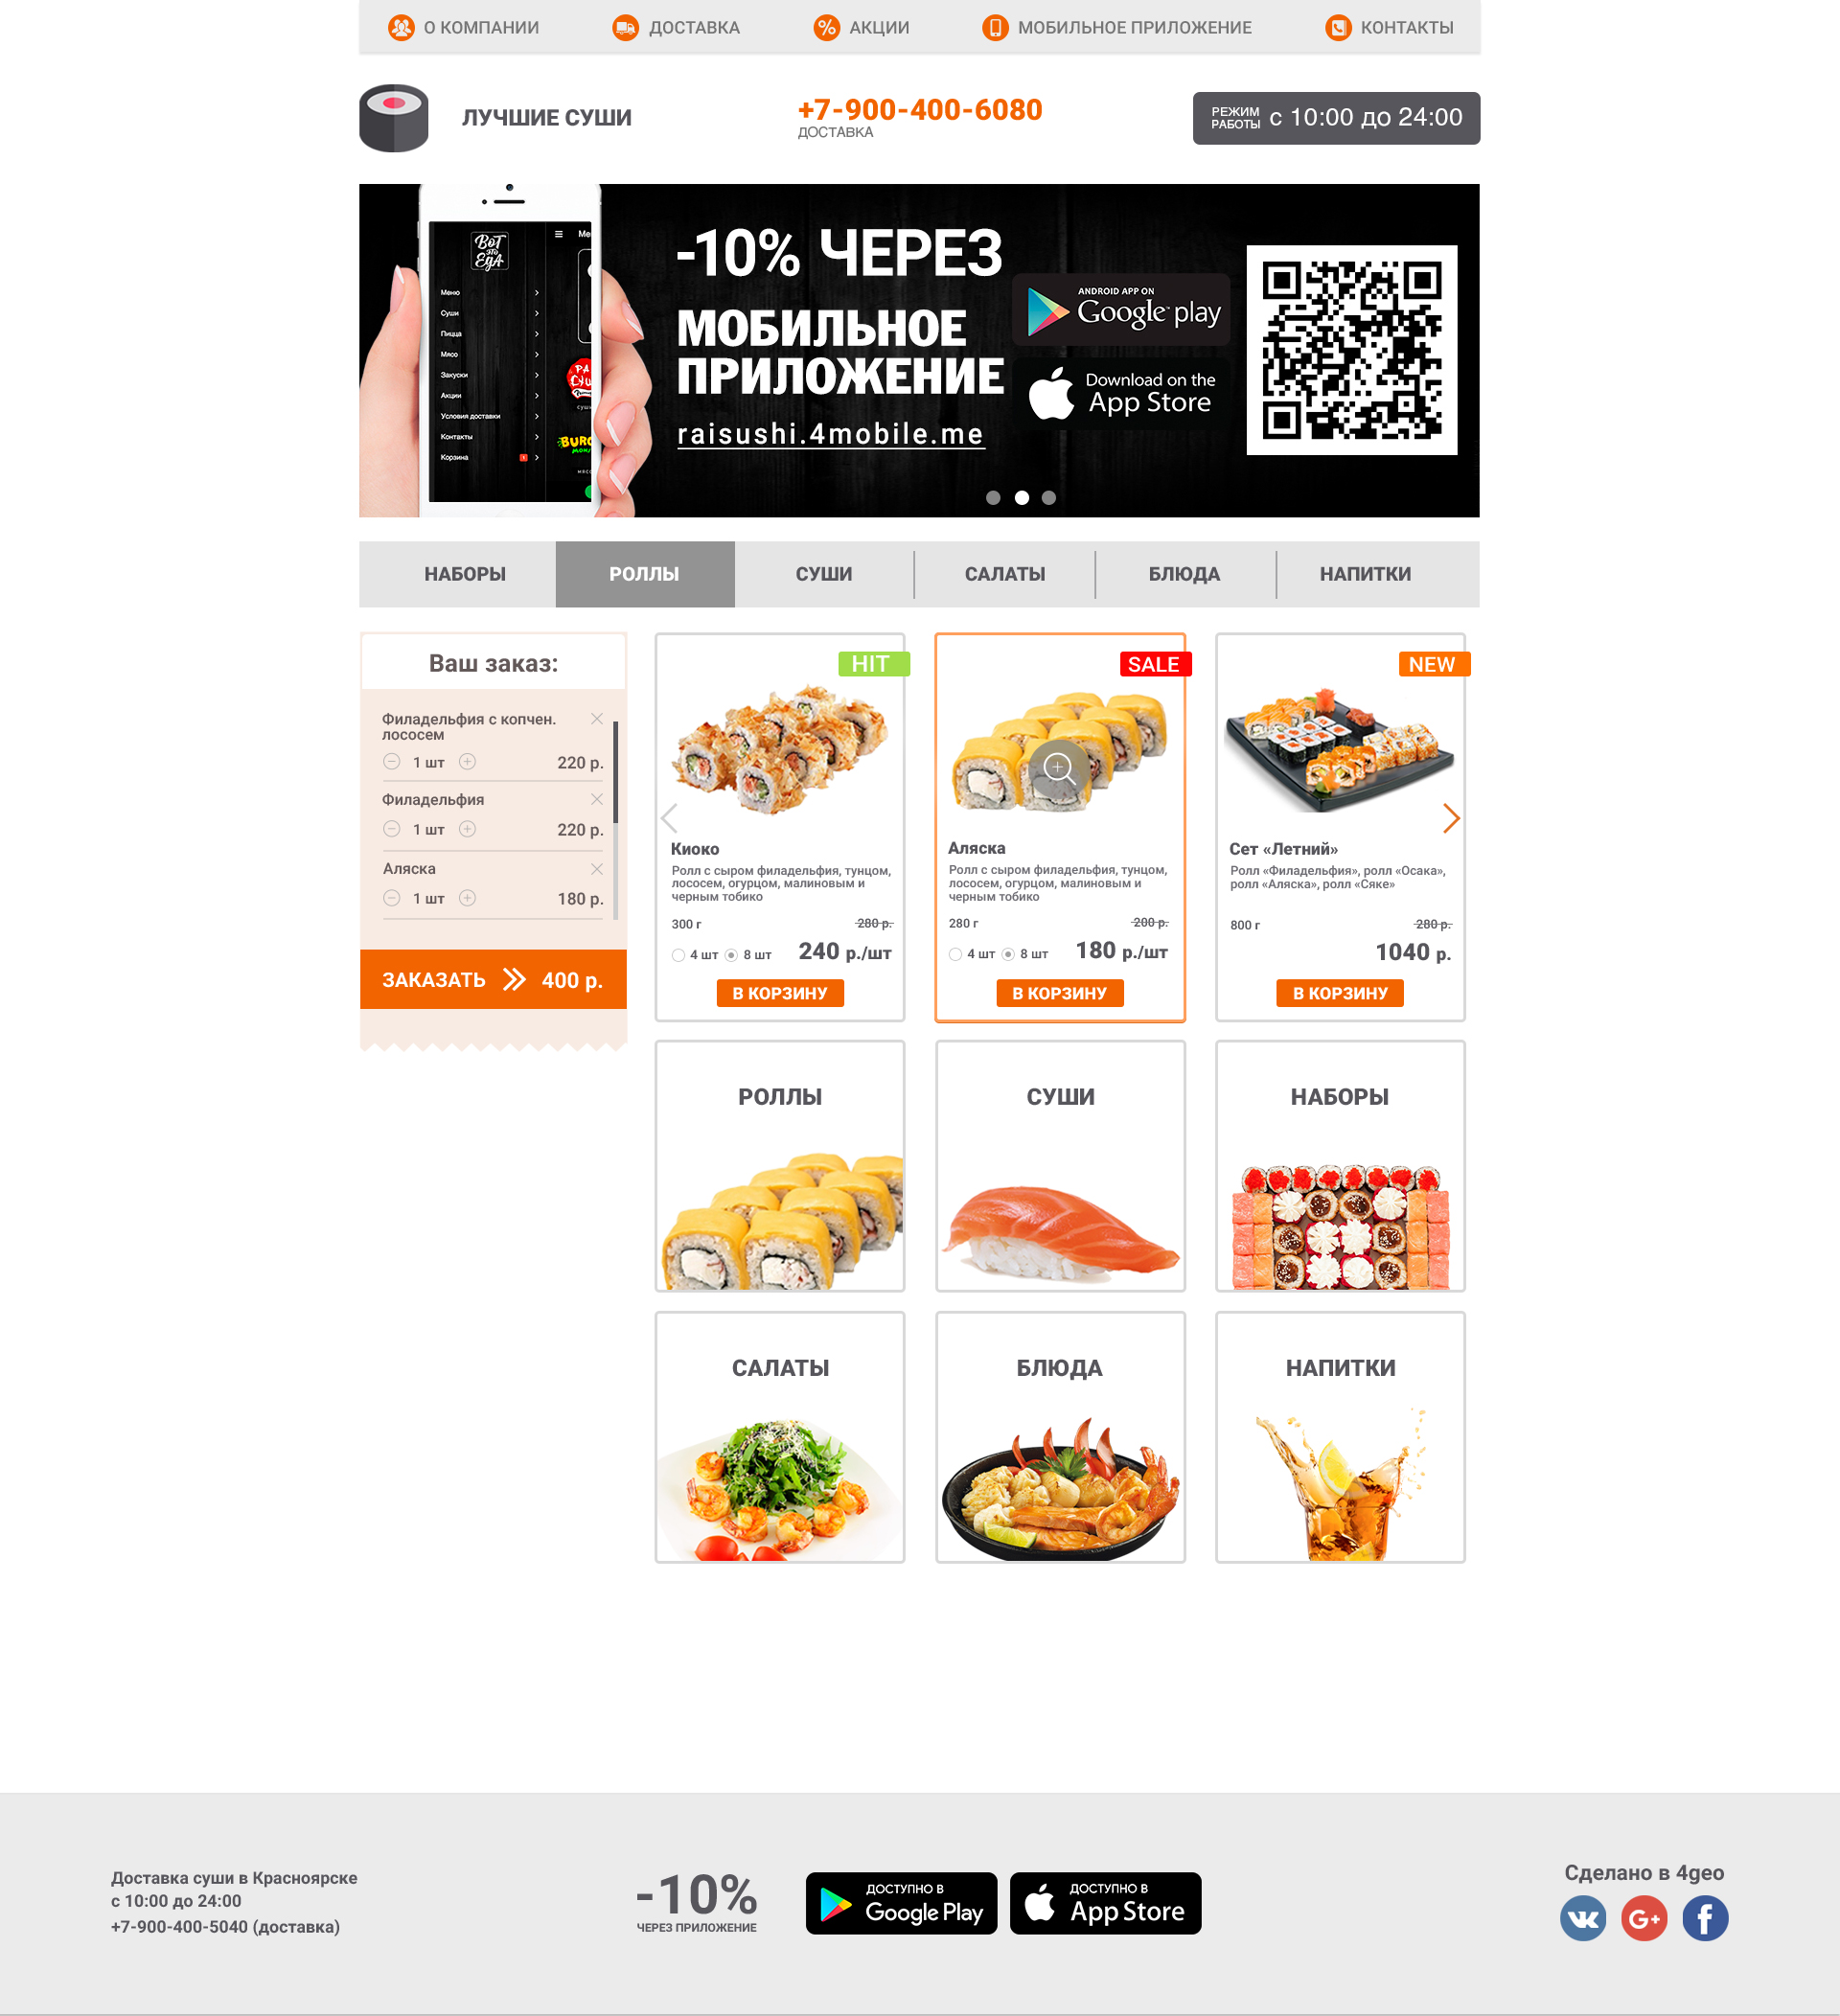 О КОМПАНИИ
ДОСТАВКА
АКЦИИ
МОБИЛЬНОЕ ПРИЛОЖЕНИЕ
КОНТАКТЫ
ЛУЧШИЕ СУШИ
+7-900-400-6080
ДОСТАВКА
РЕЖИМ
РАБОТЫ
с 10:00 до 24:00
ВОТ
ЭТО
ЕДА
Меню
Суши
Пицца
Мясо
Закуски
Акции
Условия доставки
Контакты
Корзина
-10% ЧЕРЕЗ
МОБИЛЬНОЕ
ПРИЛОЖЕНИЕ
raisushi.4mobile.me
ANDROID APP ON
Google play
Download on the
App Store
НАБОРЫ
РОЛЛЫ
СУШИ
САЛАТЫ
БЛЮДА
НАПИТКИ
Ваш заказ:
Филадельфия с копчен.
лососем
1 шт
220 р.
Филадельфия
1 шт
220 р.
Аляска
1 шт
180 р.
ЗАКАЗАТЬ
400 р.
HIT
Киоко
Ролл с сыром филадельфия, тунцом,
лососем, огурцом, малиновым и
черным тобико
300 г
280 р.
4 шт
8 шт
240 р./шт
В КОРЗИНУ
SALE
Аляска
Ролл с сыром филадельфия, тунцом,
лососем, огурцом, малиновым и
черным тобико
280 г
200 р.
4 шт
8 шт
180 р./шт
В КОРЗИНУ
NEW
Сет «Летний»
Ролл «Филадельфия», ролл «Осака»,
ролл «Аляска», ролл «Сяке»
800 г
280 р.
1040 р.
В КОРЗИНУ
РОЛЛЫ
СУШИ
НАБОРЫ
САЛАТЫ
БЛЮДА
НАПИТКИ
Доставка суши в Красноярске
с 10:00 до 24:00
+7-900-400-5040 (доставка)
-10%
ЧЕРЕЗ ПРИЛОЖЕНИЕ
ДОСТУПНО В
Google Play
ДОСТУПНО В
App Store
Сделано в 4geo